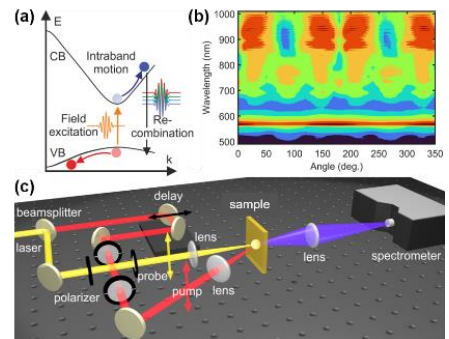 (a)
E
CB
Intraband
motion
Field
excitation
Re-
combination
VB
k
(b)
Wavelength (nm)
1000
900
800
700
600
500
0 50 100 150 200 250 300 350
Angle (deg.)
(c)
beamsplitter
laser
polarizer
delay
lens
probe
pump
lens
sample
lens
spectrometer